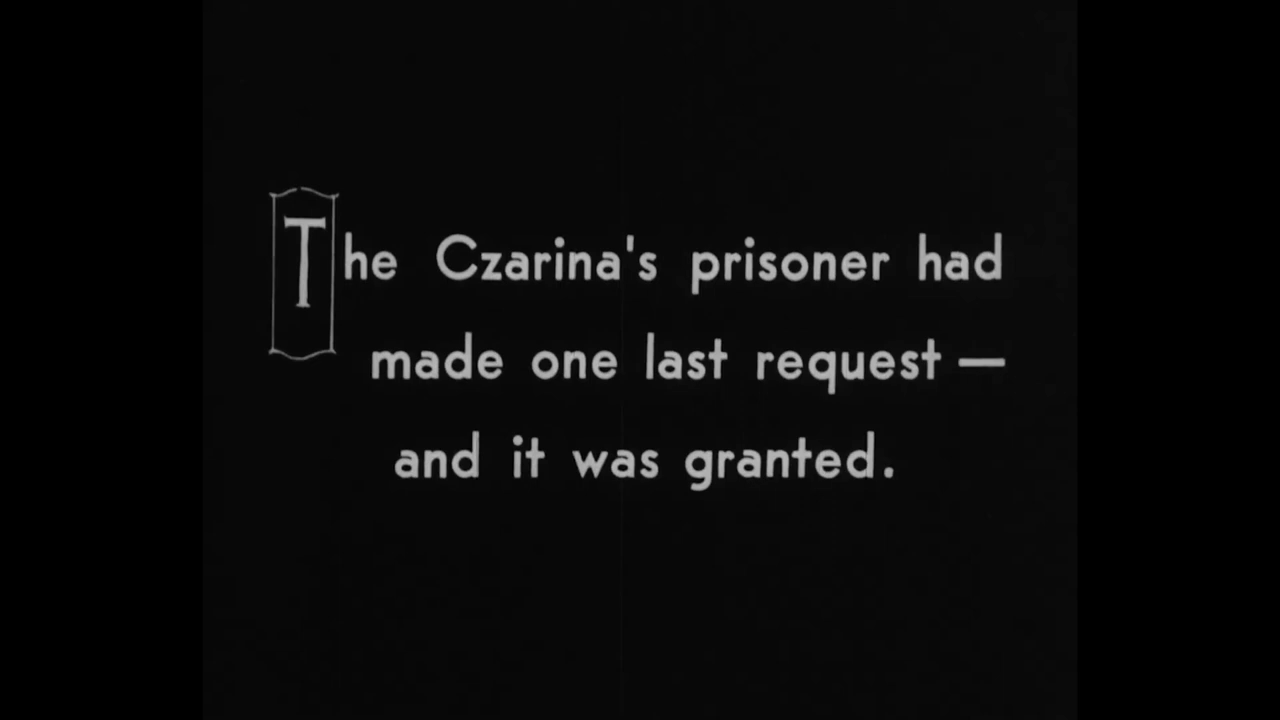 The Czarina's prisoner had
made one last request —
and it was granted.